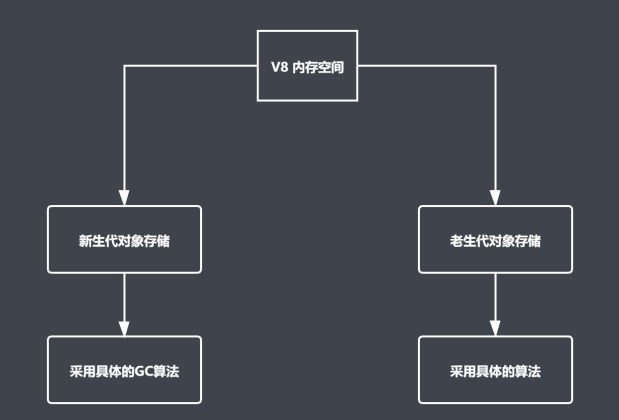 V8 内存空间
新生代对象存储
老生代对象存储
采用具体的GC算法
采用具体的算法